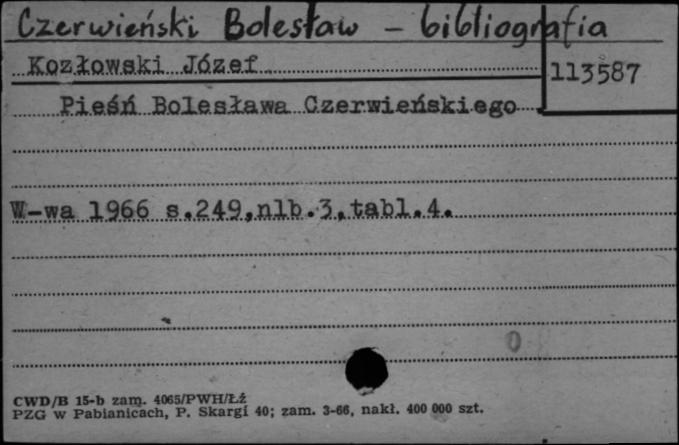 Czerwieński Bolesław - bibliografia
Kozłowski Józef
113587
Pieśń Bolesława Czerwieńskiego
W-wa 1966 s.249,nlb.3,tabl.4.
0
CWD/B 15-b zam. 4065/PWH/Łź
PZG w Pabianicach, P. Skargi 40; zam. 3-66, nakł. 400 000 szt.